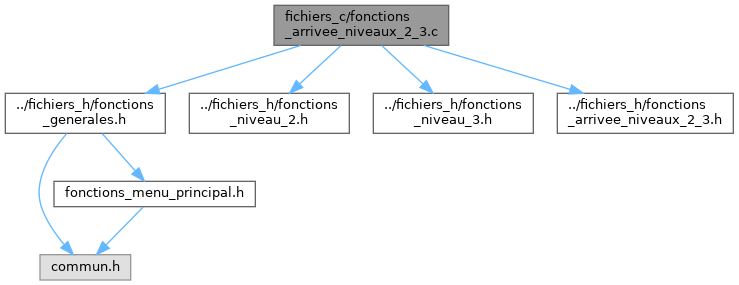 fichiers_c/fonctions
_arrivee_niveaux_2_3.c
../fichiers_h/fonctions
_generales.h
../fichiers_h/fonctions
_niveau_2.h
../fichiers_h/fonctions
_niveau_3.h
../fichiers_h/fonctions
_arrivee_niveaux_2_3.h
fonctions_menu_principal.h
commun.h